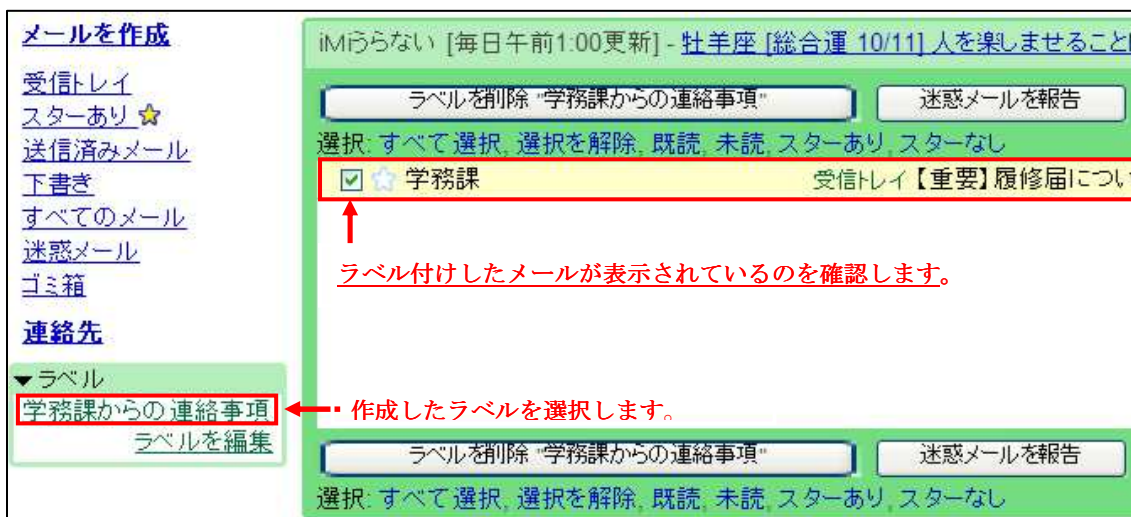 メールを作成
受信トレイ
スターあり
送信済みメール
下書き
すべてのメール
迷惑メール
ゴミ箱
連絡先
▼ラベル
学務課からの連絡事項
ラベルを編集
iMiうらない [毎日午前1:00更新] - 牡羊座 [総合運 10/11] 人を楽しませること
ラベルを削除 "学務課からの連絡事項" 迷惑メールを報告
選択: すべて選択, 選択を解除, 既読, 未読, スターあり, スターなし
学務課 受信トレイ 【重要】履修届につい
ラベル付けしたメールが表示されているのを確認します。
作成したラベルを選択します。
ラベルを削除 "学務課からの連絡事項" 迷惑メールを報告
選択: すべて選択, 選択を解除, 既読, 未読, スターあり, スターなし